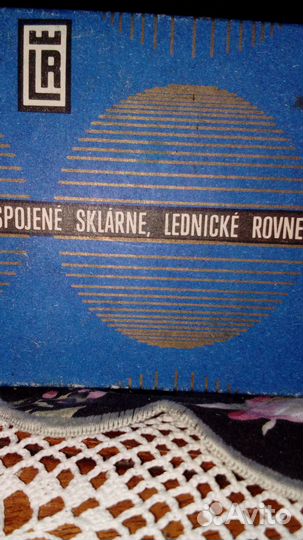 LR
SPOJENÉ SKLÁRNE, LEDNICKÉ ROVNE
Avito